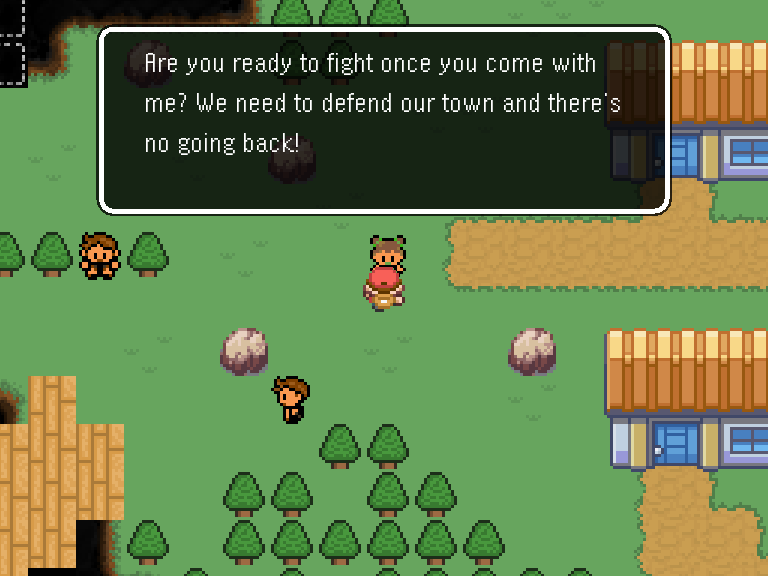 Are you ready to fight once you come with
me? We need to defend our town and there's
no going back!